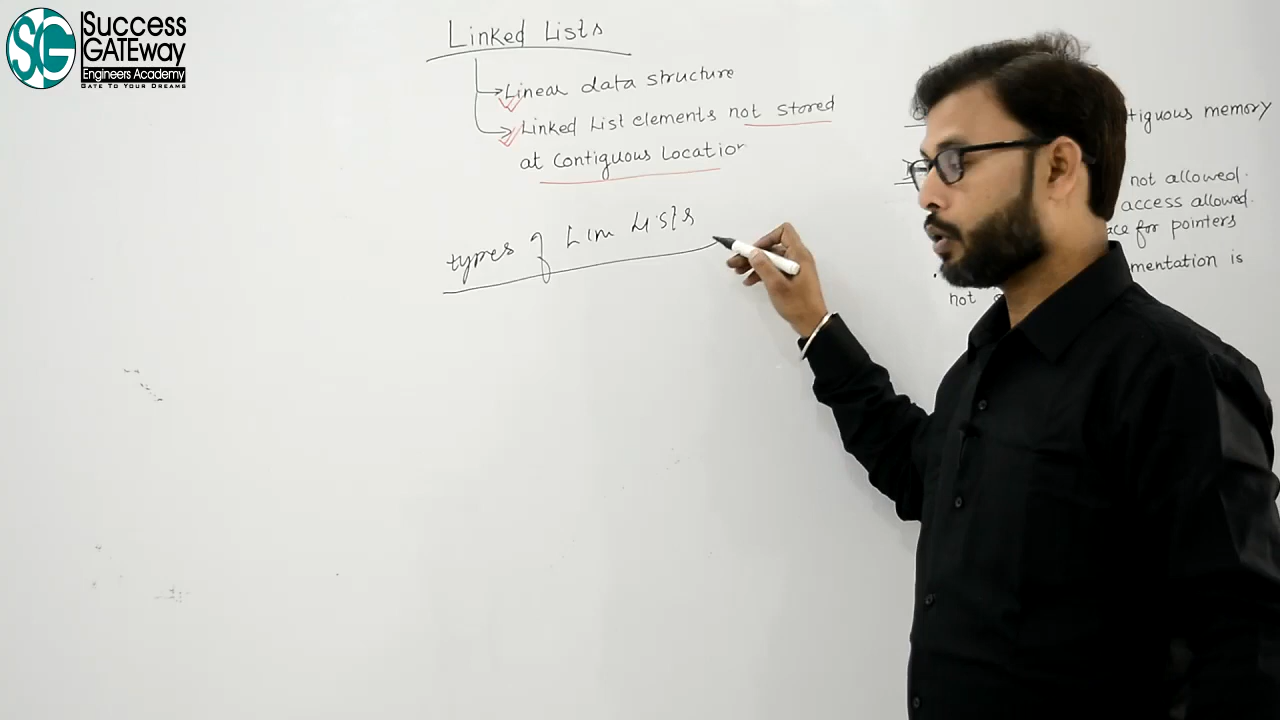 Success
GATEway
Engineers Academy
GATE TO YOUR DREAMS
Linked Lists
Linear data structure
Linked List elements not stored
at contiguous Location
types of Lists
tiguous memory
not allowed.
access allowed.
ace for pointers
mentation is
not